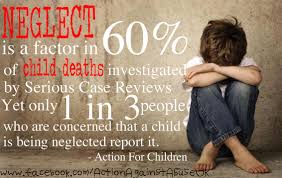 NEGLECT
is a factor in 60%
of child deaths investigated
by Serious Case Reviews
Yet only 1 in 3 people
who are concerned that a child
is being neglected report it.
- Action For Children
www.facebook.com/ActionAgainstAbuseUk